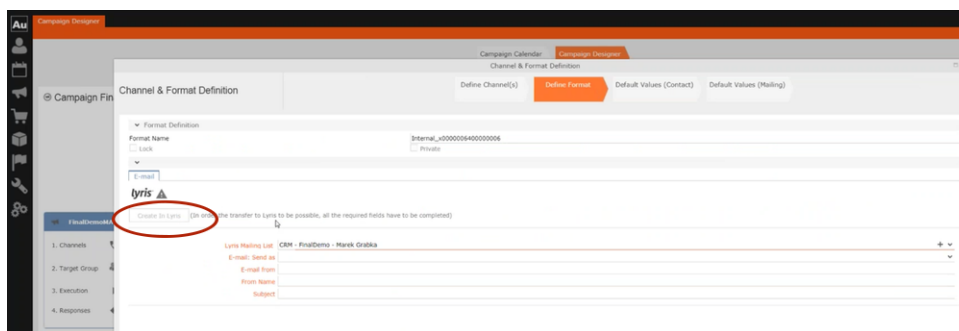 Au
Campaign Designer
Campaign Calendar
Campaign Designer
Channel & Format Definition
Campaign Fin
Channel & Format Definition
Define Channel(s)
Define Format
Default Values (Contact)
Default Values (Mailing)
Format Definition
Format Name
Internal_x0000006400000006
Lock
Private
E-mail
lyris
Create In Lyris
(In order the transfer to Lyris to be possible, all the required fields have to be completed)
FinalDemoMA
1. Channels
Lyris Mailing List
CRM - FinalDemo - Marek Grabka
E-mail: Send as
2. Target Group
E-mail from
From Name
3. Execution
Subject
4. Responses